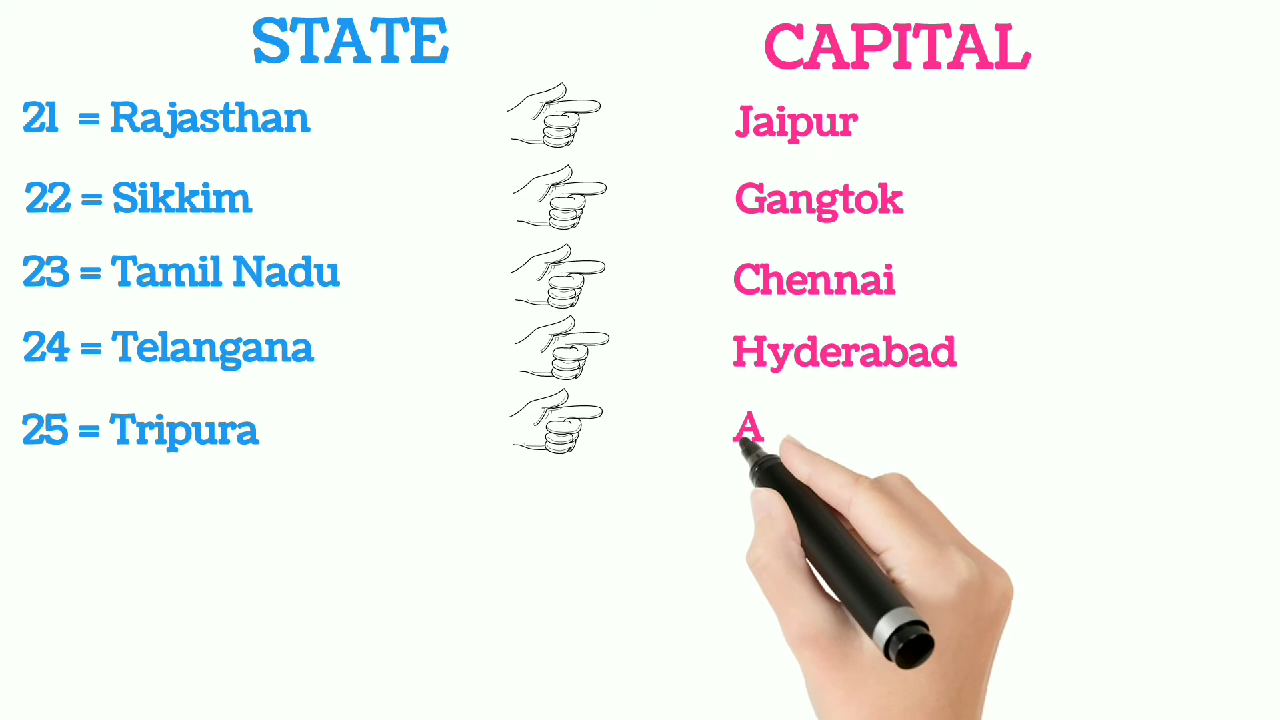 STATE CAPITAL
21 = Rajasthan Jaipur
22 = Sikkim Gangtok
23 = Tamil Nadu Chennai
24 = Telangana Hyderabad
25 = Tripura A